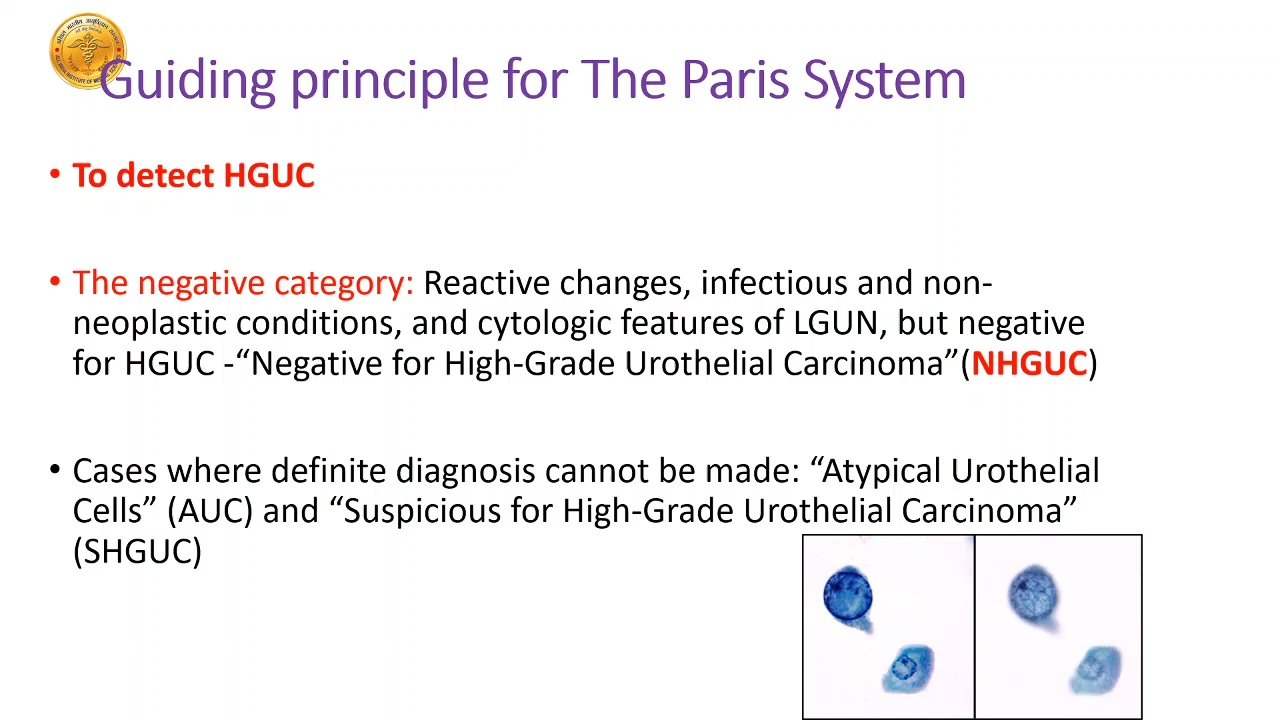 Guiding principle for The Paris System
• To detect HGUC
• The negative category: Reactive changes, infectious and non-
neoplastic conditions, and cytologic features of LGUN, but negative
for HGUC -“Negative for High-Grade Urothelial Carcinoma”(NHGUC)
• Cases where definite diagnosis cannot be made: “Atypical Urothelial
Cells” (AUC) and “Suspicious for High-Grade Urothelial Carcinoma”
(SHGUC)